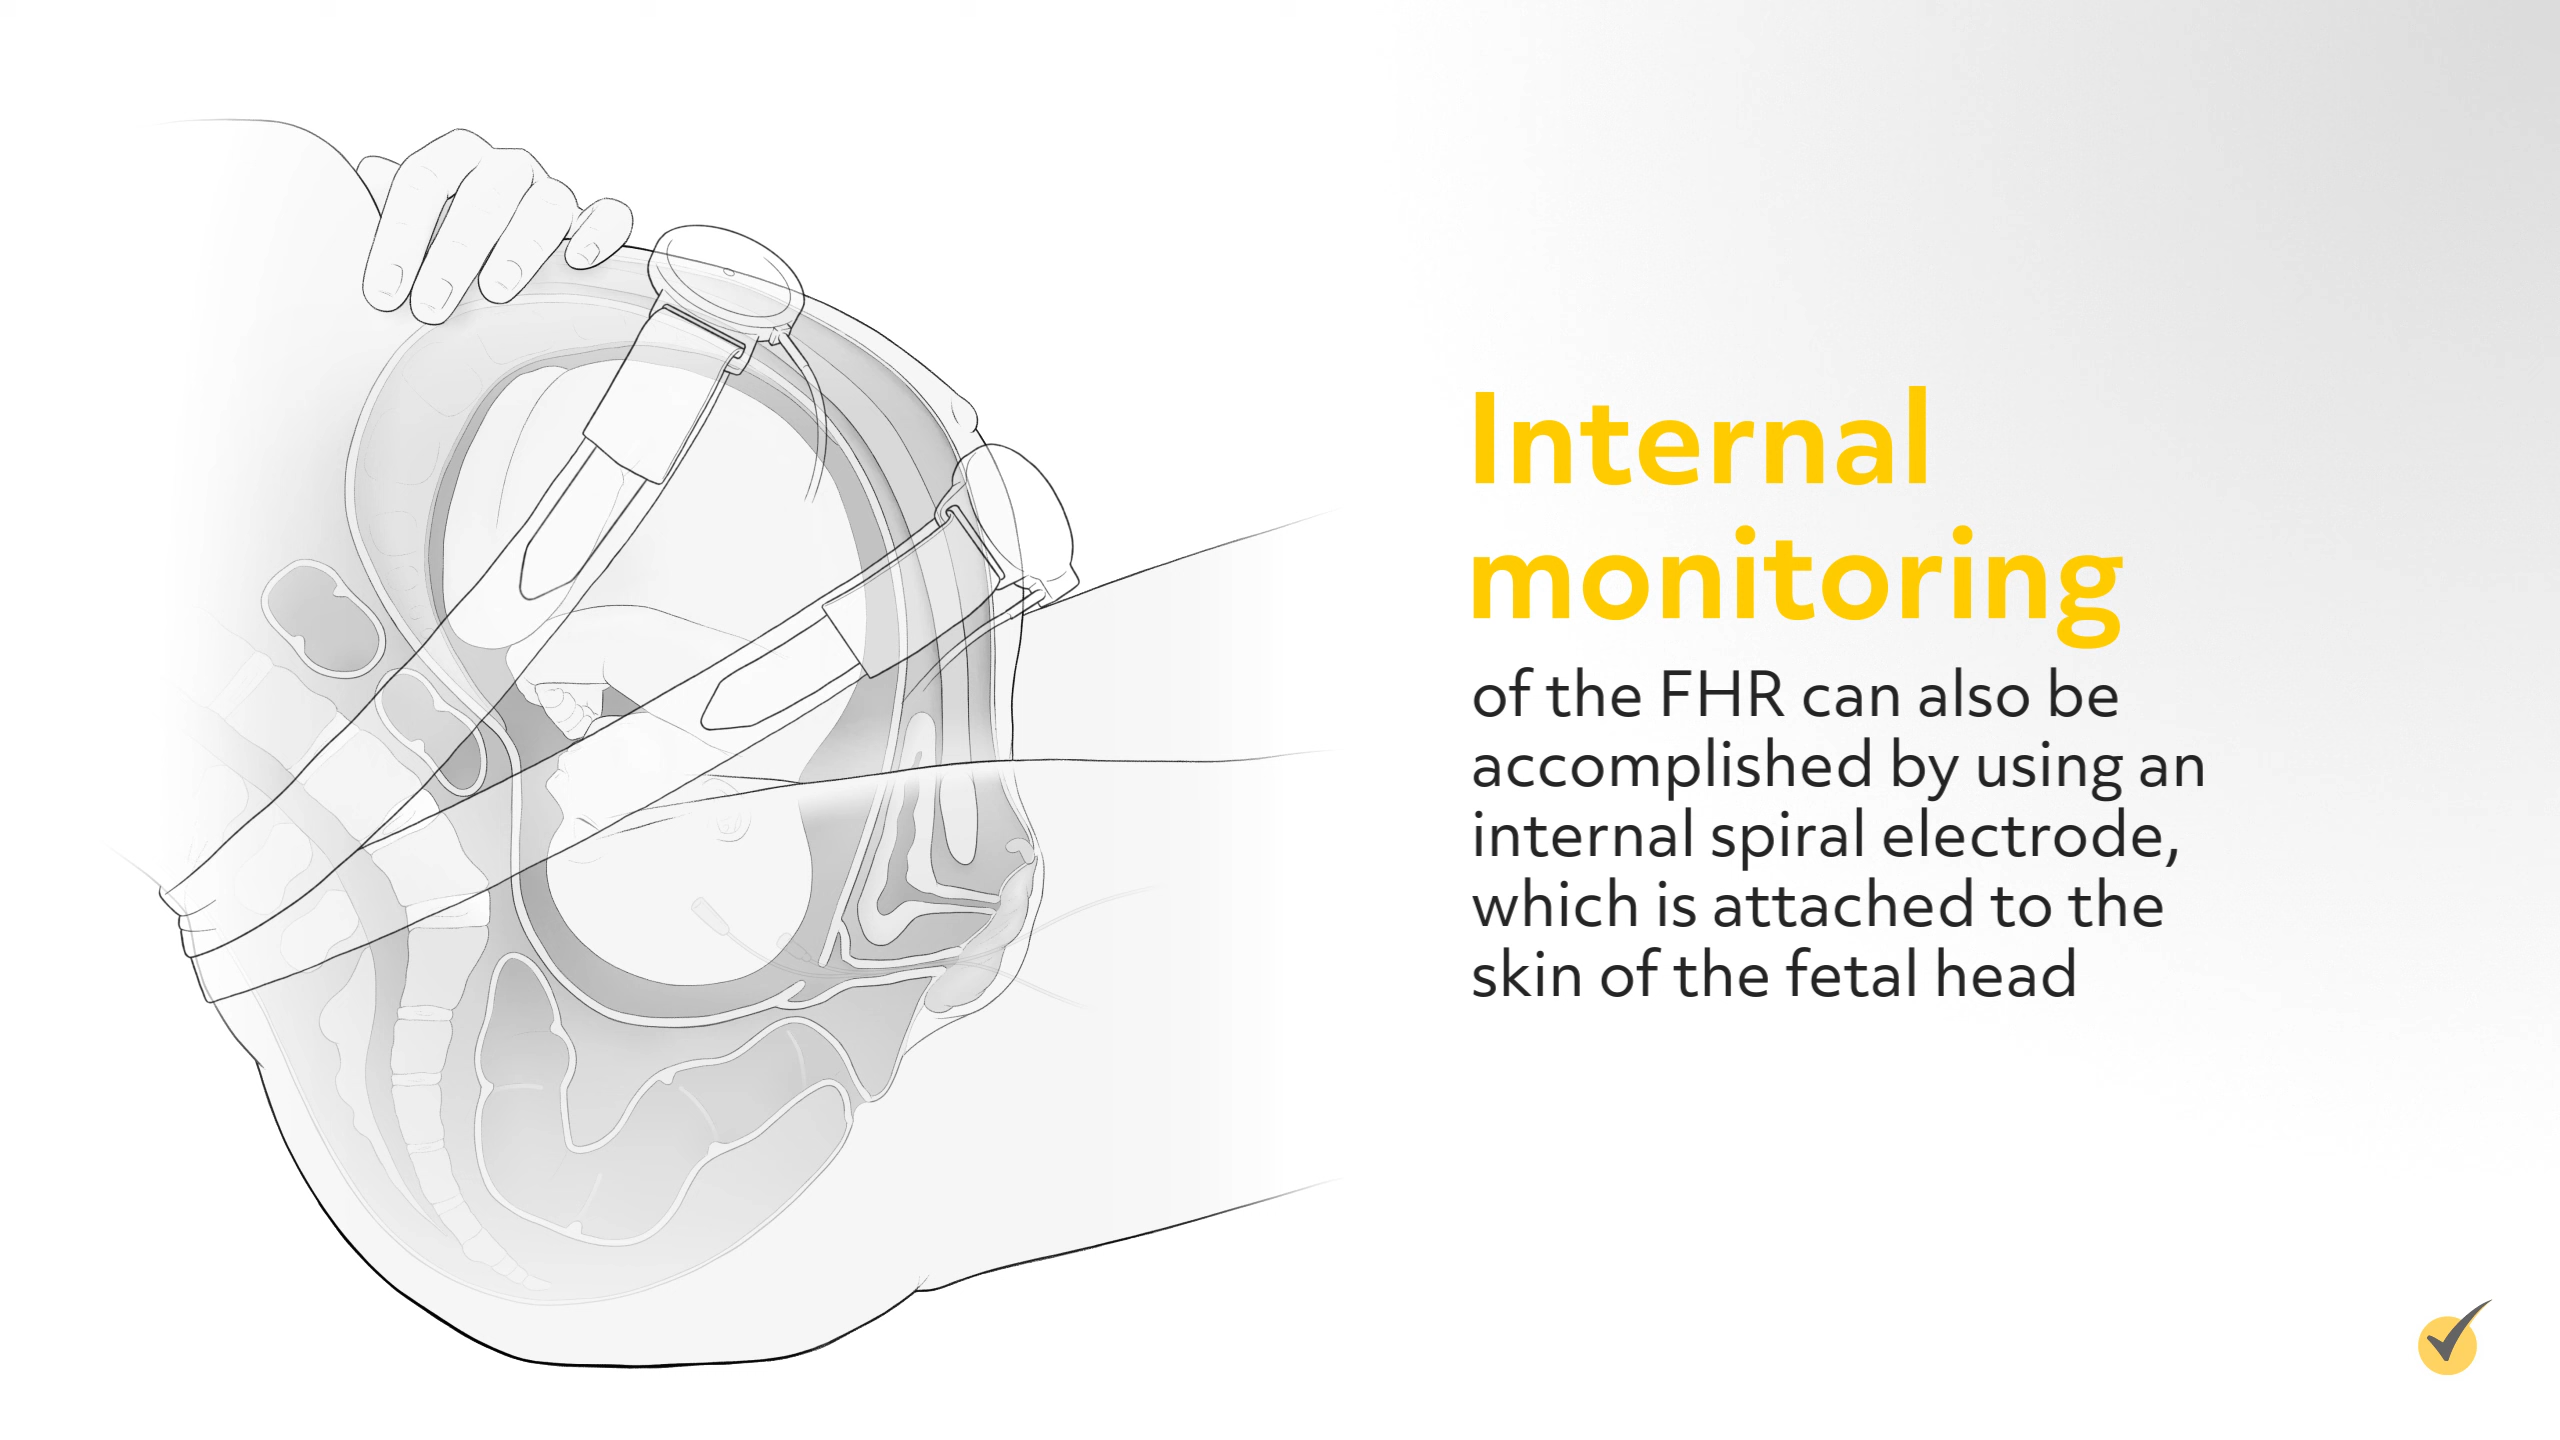 Internal
monitoring
of the FHR can also be
accomplished by using an
internal spiral electrode,
which is attached to the
skin of the fetal head